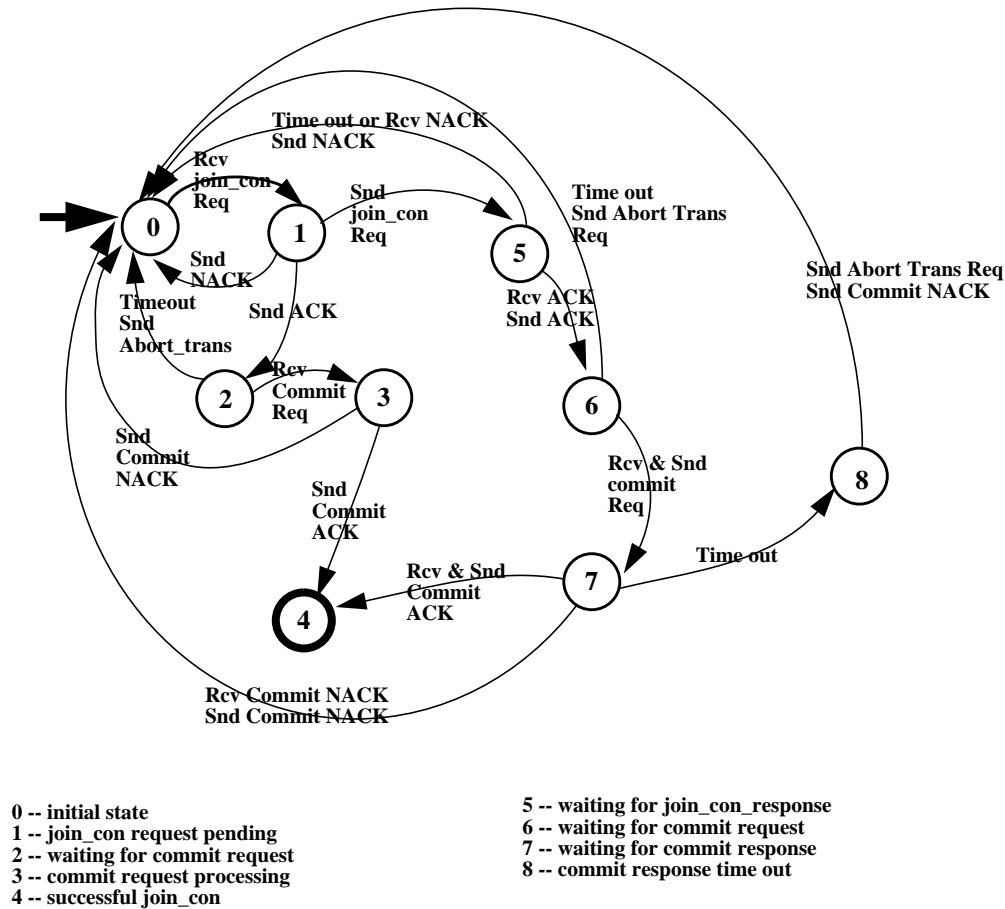 Time out or Rcv NACK
Snd NACK
Rcv
join_con
Req
Snd
join_con
Req
Time out
Snd Abort Trans
Req
0
1
5
Snd
NACK
Snd Abort Trans Req
Snd Commit NACK
Timeout
Snd
Abort_trans
Snd ACK
Rcv ACK
Snd ACK
Rcv
Commit
Req
2
3
6
Snd
Commit
NACK
Rcv & Snd
commit
Req
8
Snd
Commit
ACK
Time out
Rcv & Snd
Commit
ACK
7
4
Rcv Commit NACK
Snd Commit NACK
0 -- initial state
1 -- join_con request pending
2 -- waiting for commit request
3 -- commit request processing
4 -- successful join_con
5 -- waiting for join_con_response
6 -- waiting for commit request
7 -- waiting for commit response
8 -- commit response time out